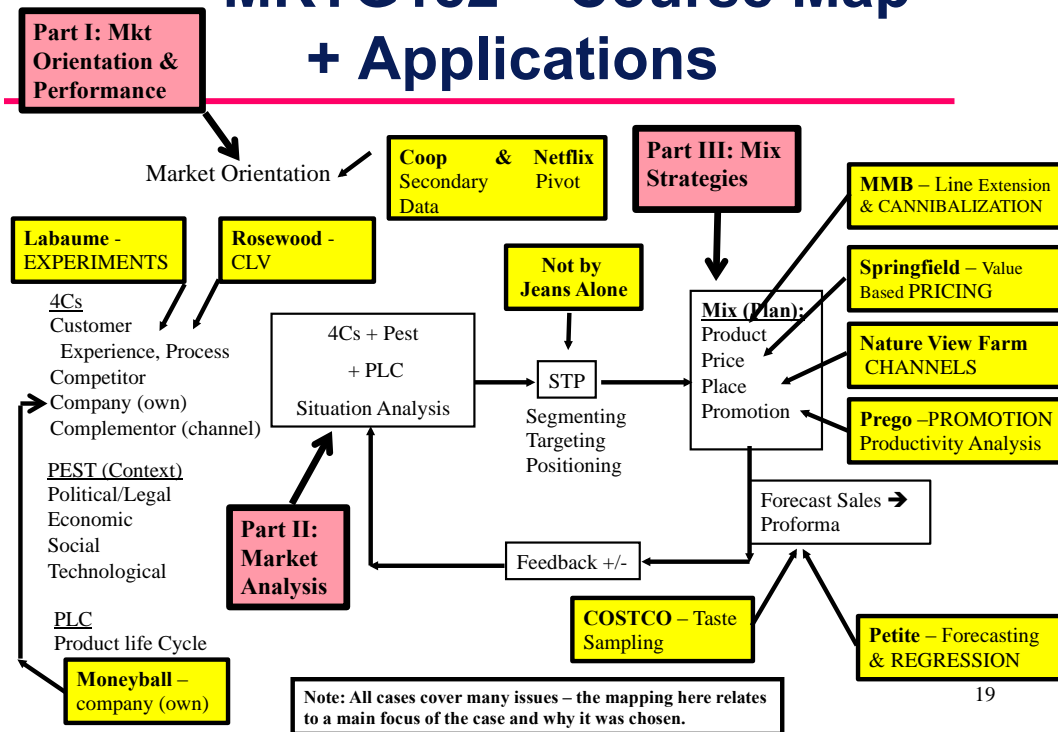 MKTG182 – Course Map
+ Applications
Part I: Mkt
Orientation &
Performance
Market Orientation
Coop & Netflix
Secondary Pivot
Data
Part III: Mix
Strategies
MMB – Line Extension
& CANNIBALIZATION
Labaume -
EXPERIMENTS
Rosewood -
CLV
Not by
Jeans Alone
Springfield – Value
Based PRICING
4Cs
Customer
Experience, Process
Competitor
Company (own)
Complementor (channel)
4Cs + Pest
+ PLC
Situation Analysis
STP
Segmenting
Targeting
Positioning
Mix (Plan):
Product
Price
Place
Promotion
Nature View Farm
CHANNELS
Prego –PROMOTION
Productivity Analysis
PEST (Context)
Political/Legal
Economic
Social
Technological
Part II:
Market
Analysis
Forecast Sales ➔
Proforma
Feedback +/-
PLC
Product life Cycle
Moneyball –
company (own)
COSTCO – Taste
Sampling
Petite – Forecasting
& REGRESSION
Note: All cases cover many issues – the mapping here relates
to a main focus of the case and why it was chosen.
19